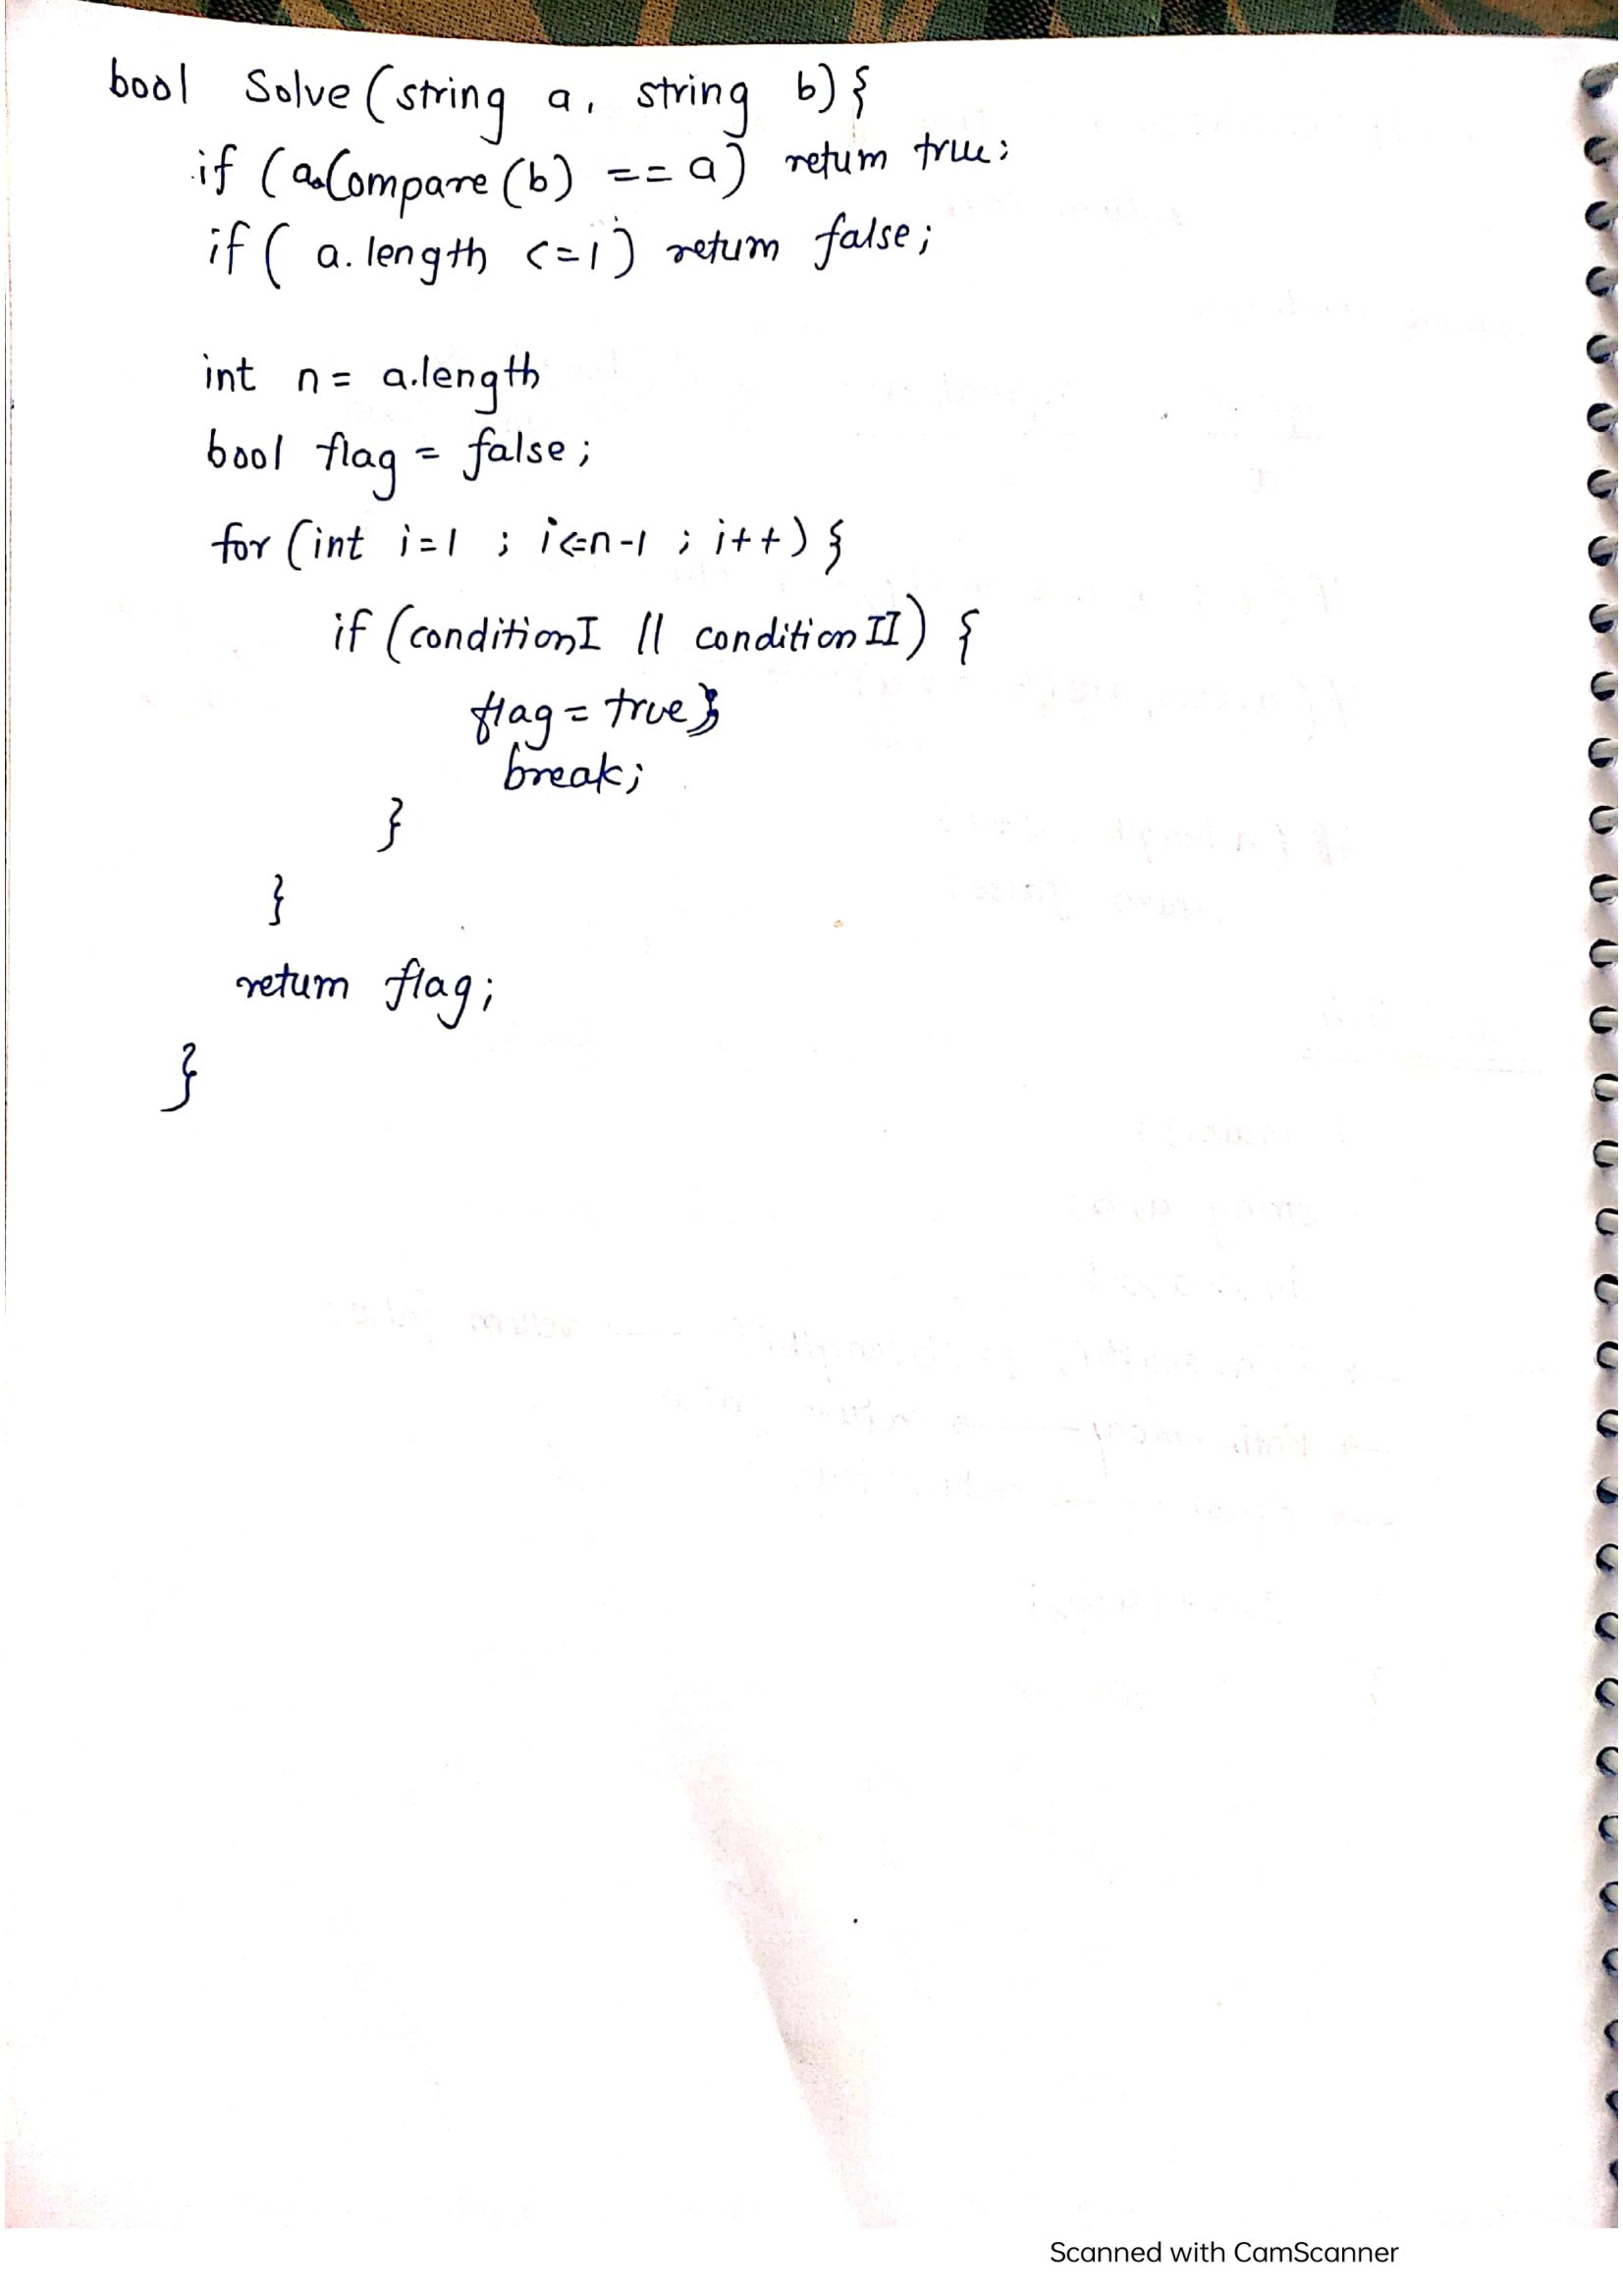 bool Solve (string a, string b) {
if (a.Compare (b) == a) return true;
if ( a. length <=1) return false;
int n= a.length
bool flag = false;
for (int i=1 ; i<=n-1 ; i++) {
if (conditionI || condition II) {
flag = true;
break;
}
}
return flag;
}
Scanned with CamScanner